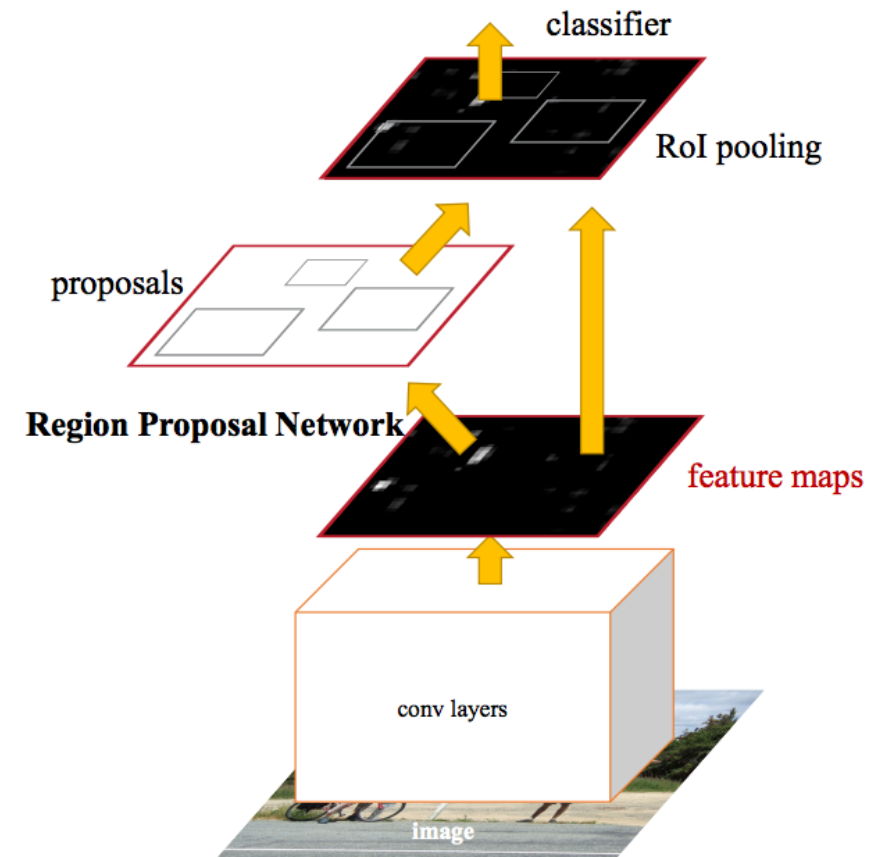 classifier
RoI pooling
proposals
Region Proposal Network
feature maps
conv layers
image